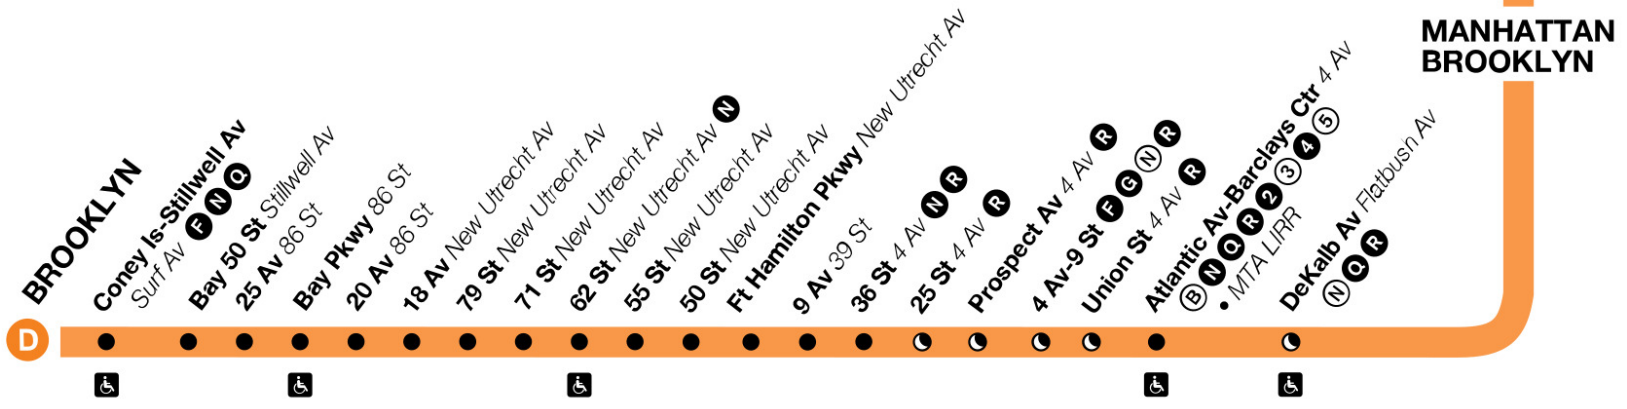 BROOKLYN
Coney Is-Stillwell Av
Surf Av F N Q
Bay 50 St Stillwell Av
25 Av 86 St
Bay Pkwy 86 St
20 Av 86 St
18 Av New Utrecht Av
79 St New Utrecht Av
71 St New Utrecht Av
62 St New Utrecht Av N
55 St New Utrecht Av
50 St New Utrecht Av
Ft Hamilton Pkwy New Utrecht Av
9 Av 39 St
36 St 4 Av N R
25 St 4 Av R
Prospect Av 4 Av R
4 Av-9 St F G N R
Union St 4 Av R
Atlantic Av-Barclays Ctr 4 Av
B N Q R 2 3 4 5
• MTA LIRR
DeKalb Av Flatbush Av
N Q R
MANHATTAN
BROOKLYN
D